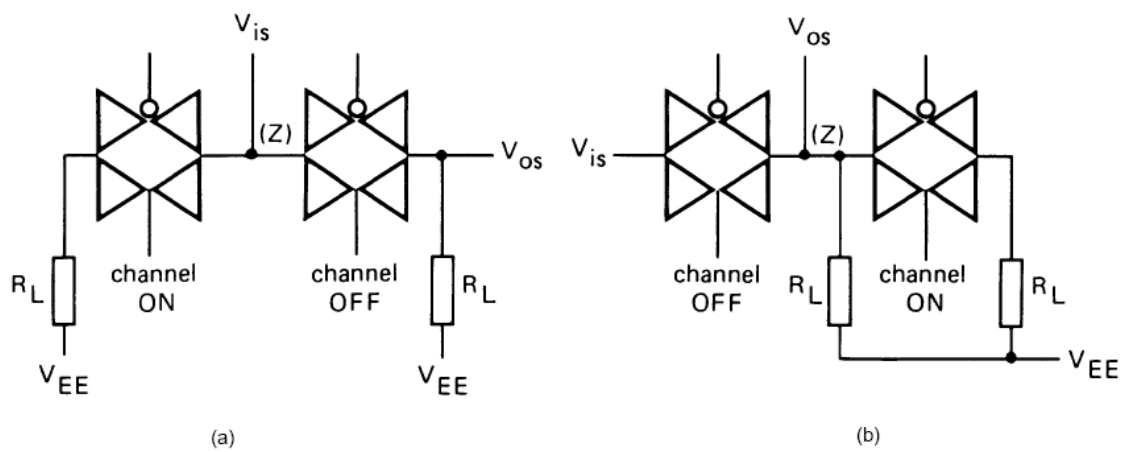 V_is
(Z)
V_os
channel
ON
channel
OFF
R_L
R_L
V_EE
V_EE
(a)
V_os
(Z)
V_is
channel
OFF
channel
ON
R_L
R_L
V_EE
(b)